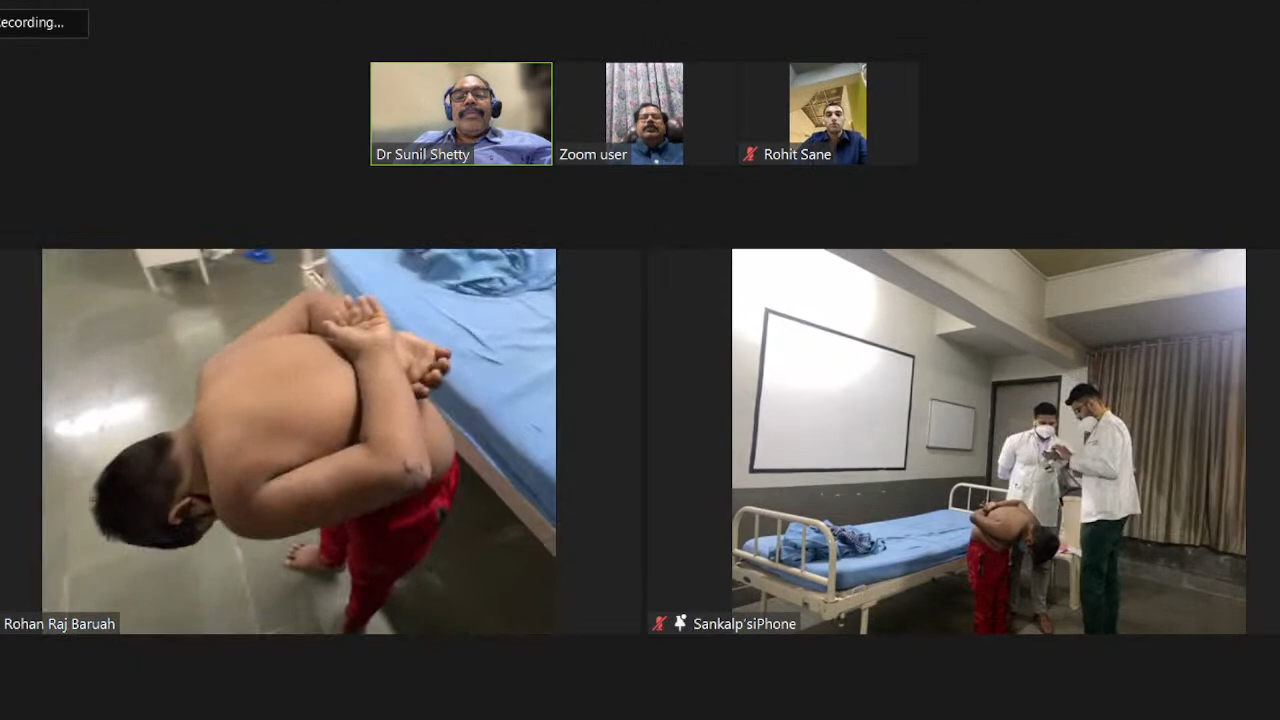 ecording...
Dr Sunil Shetty
Zoom user
Rohit Sane
Rohan Raj Baruah
Sankalp'siPhone